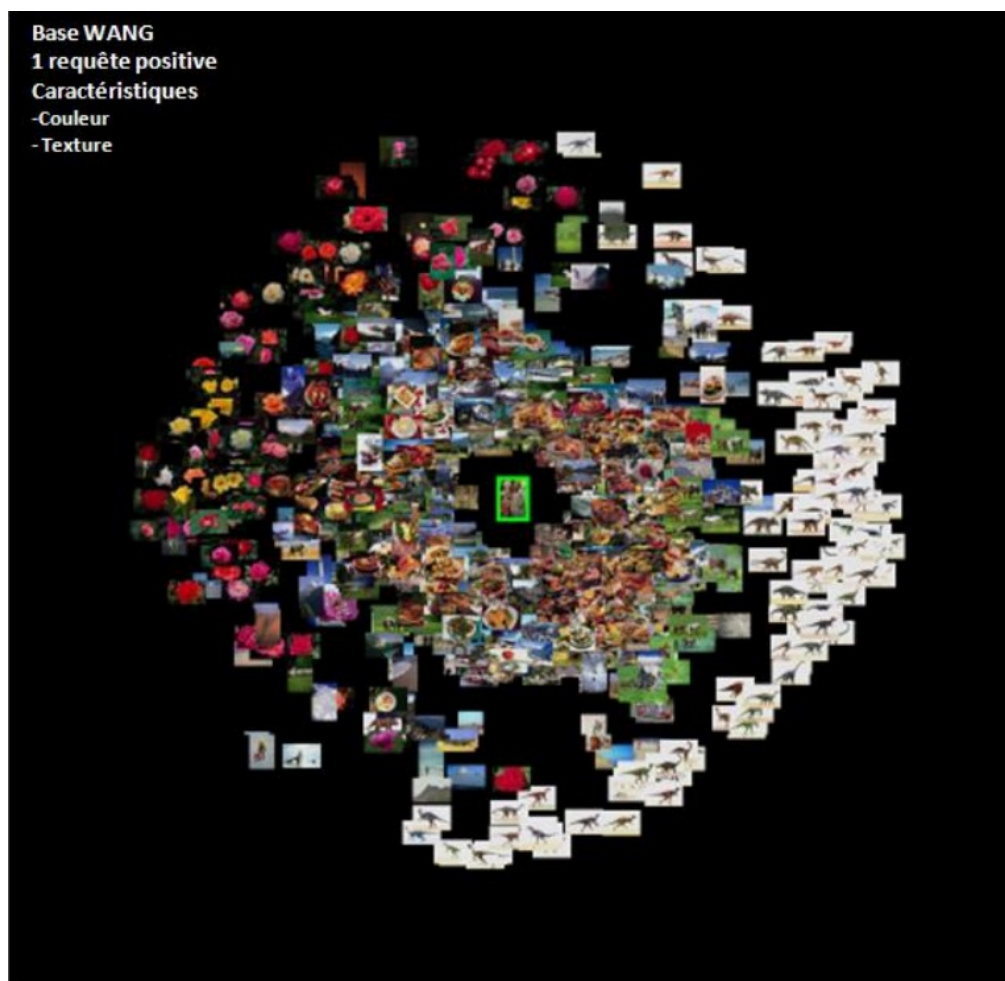 Base WANG
1 requête positive
Caractéristiques
-Couleur
- Texture